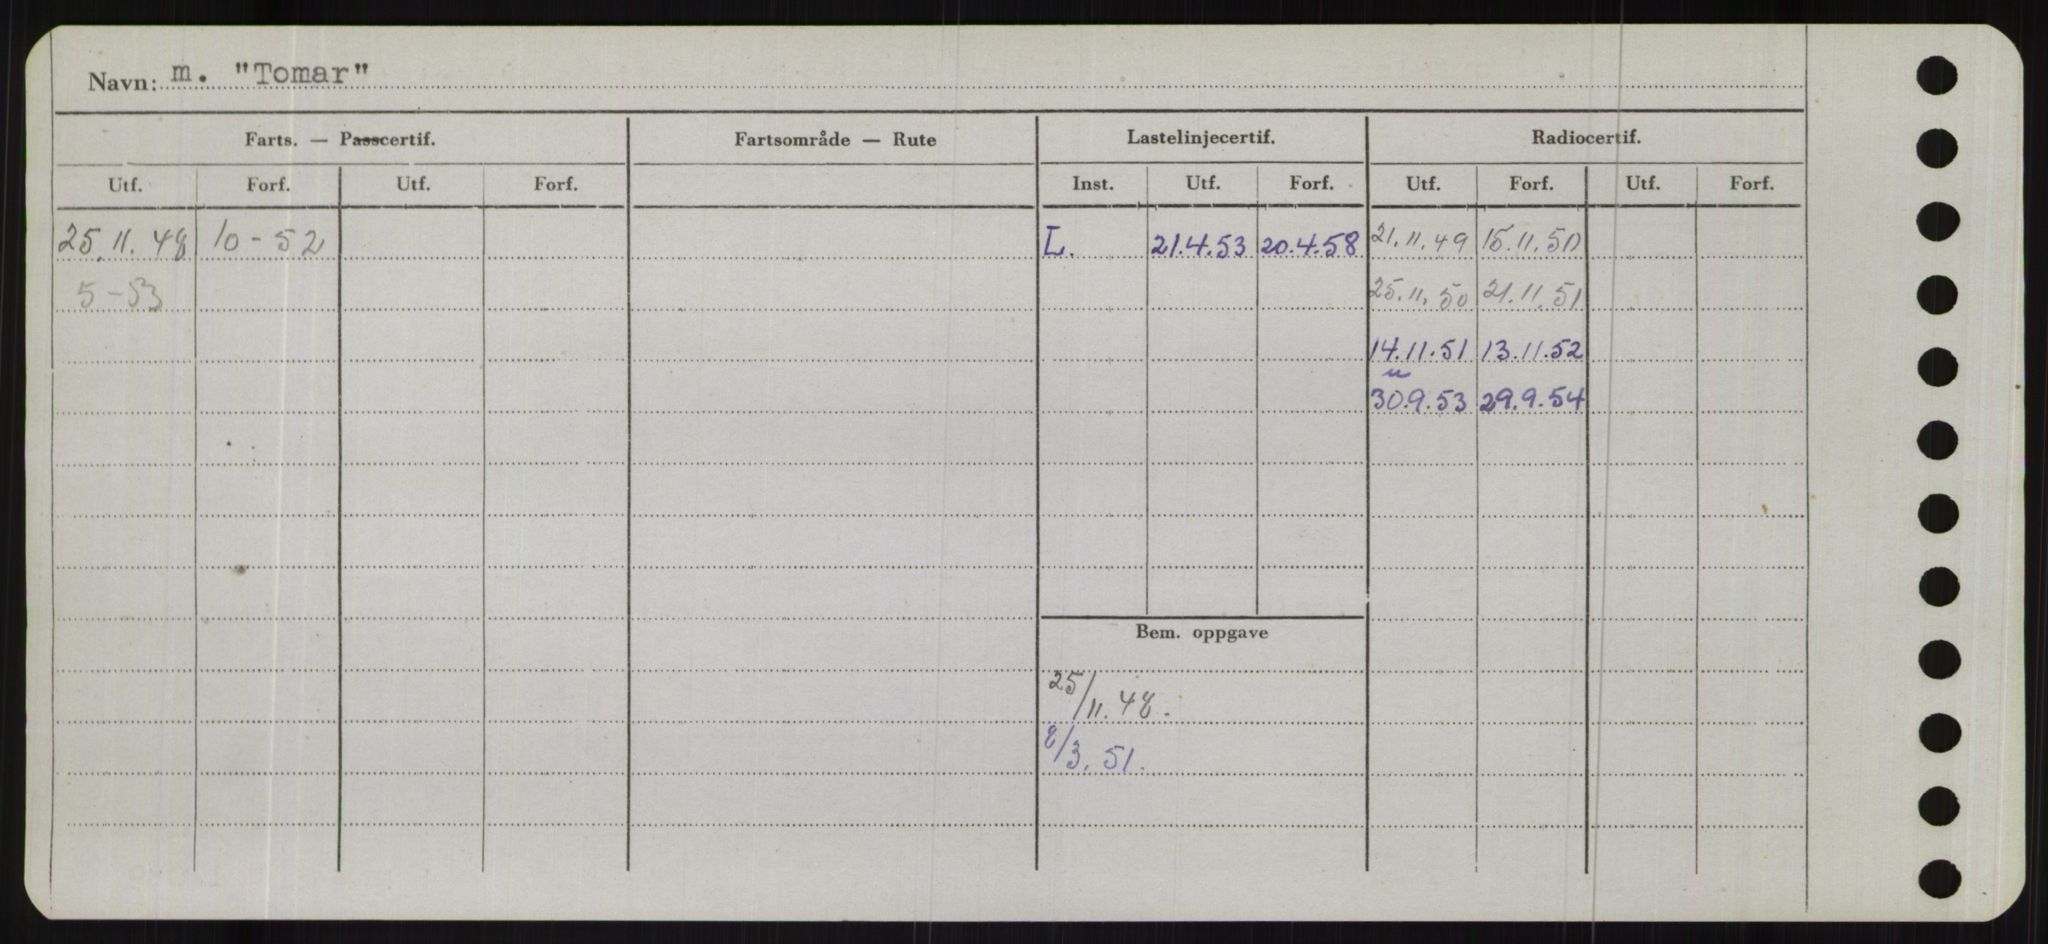 Navn: m. "Tomar"
Farts. — Passcertif. Fartsområde — Rute Lastelinjecertif. Radiocertif.
Utf. Forf. Utf. Forf. Inst. Utf. Forf. Utf. Forf. Utf. Forf.
25.11.48 10-52 L. 21.4.53 20.4.58 21.11.49 15.11.50
5-53 25.11.50 21.11.51
14.11.51 13.11.52
30.9.53 29.9.54
Bem. oppgave
25/11.48.
8/3.51.